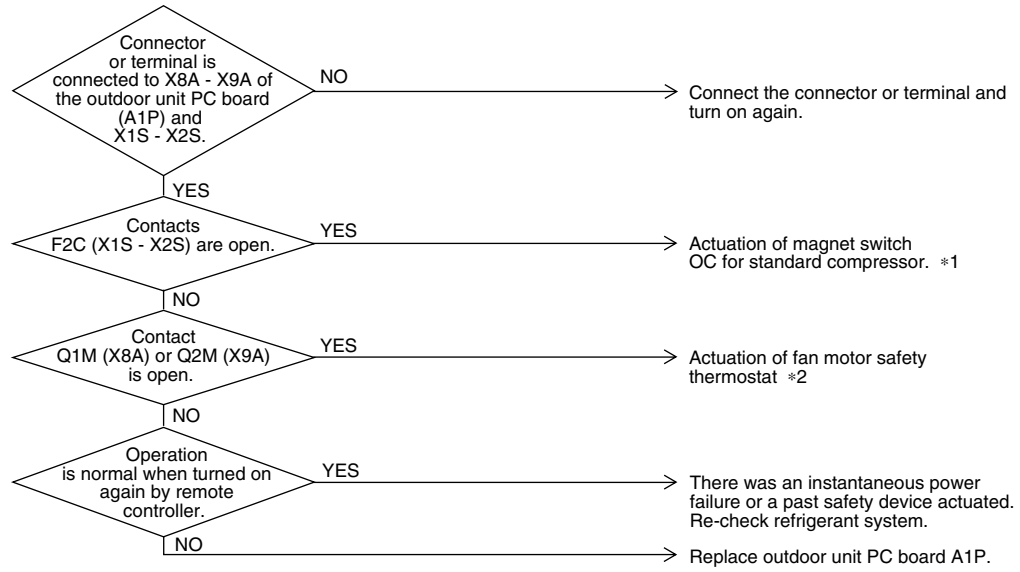 Connector
or terminal is
connected to X8A - X9A of
the outdoor unit PC board
(A1P) and
X1S - X2S.
NO
Connect the connector or terminal and
turn on again.
YES
Contacts
F2C (X1S - X2S) are open.
YES
Actuation of magnet switch
OC for standard compressor. *1
NO
Contact
Q1M (X8A) or Q2M (X9A)
is open.
YES
Actuation of fan motor safety
thermostat *2
NO
Operation
is normal when turned on
again by remote
controller.
YES
There was an instantaneous power
failure or a past safety device actuated.
Re-check refrigerant system.
NO
Replace outdoor unit PC board A1P.